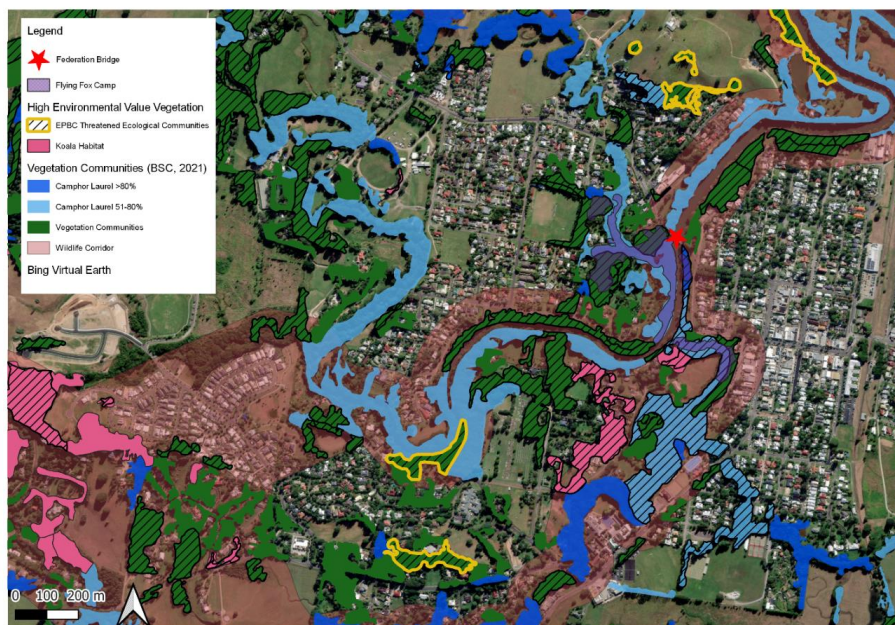 Legend
Federation Bridge
Flying Fox Camp
High Environmental Value Vegetation
EPBC Threatened Ecological Communities
Koala Habitat
Vegetation Communities (BSC, 2021)
Camphor Laurel >80%
Camphor Laurel 51-80%
Vegetation Communities
Wildlife Corridor
Bing Virtual Earth
0 100 200 m